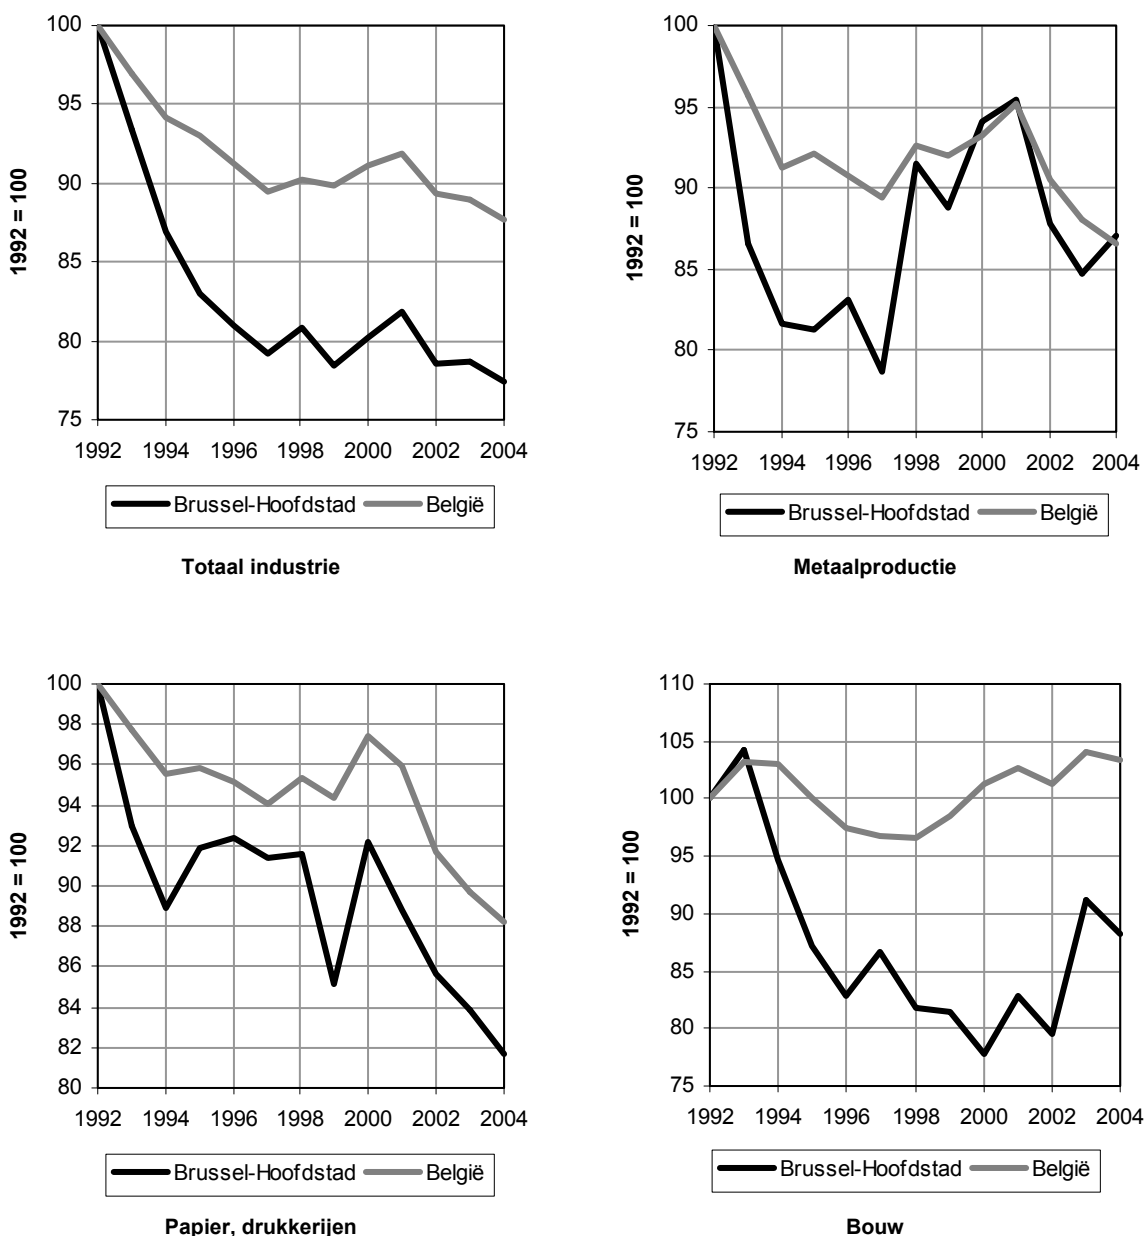 100
95
90
85
80
75
1992 = 100
1992 1994 1996 1998 2000 2002 2004
Brussel-Hoofdstad België
Totaal industrie
100
95
90
85
80
75
1992 = 100
1992 1994 1996 1998 2000 2002 2004
Brussel-Hoofdstad België
Metaalproductie
100
98
96
94
92
90
88
86
84
82
80
1992 = 100
1992 1994 1996 1998 2000 2002 2004
Brussel-Hoofdstad België
Papier, drukkerijen
110
105
100
95
90
85
80
75
1992 = 100
1992 1994 1996 1998 2000 2002 2004
Brussel-Hoofdstad België
Bouw